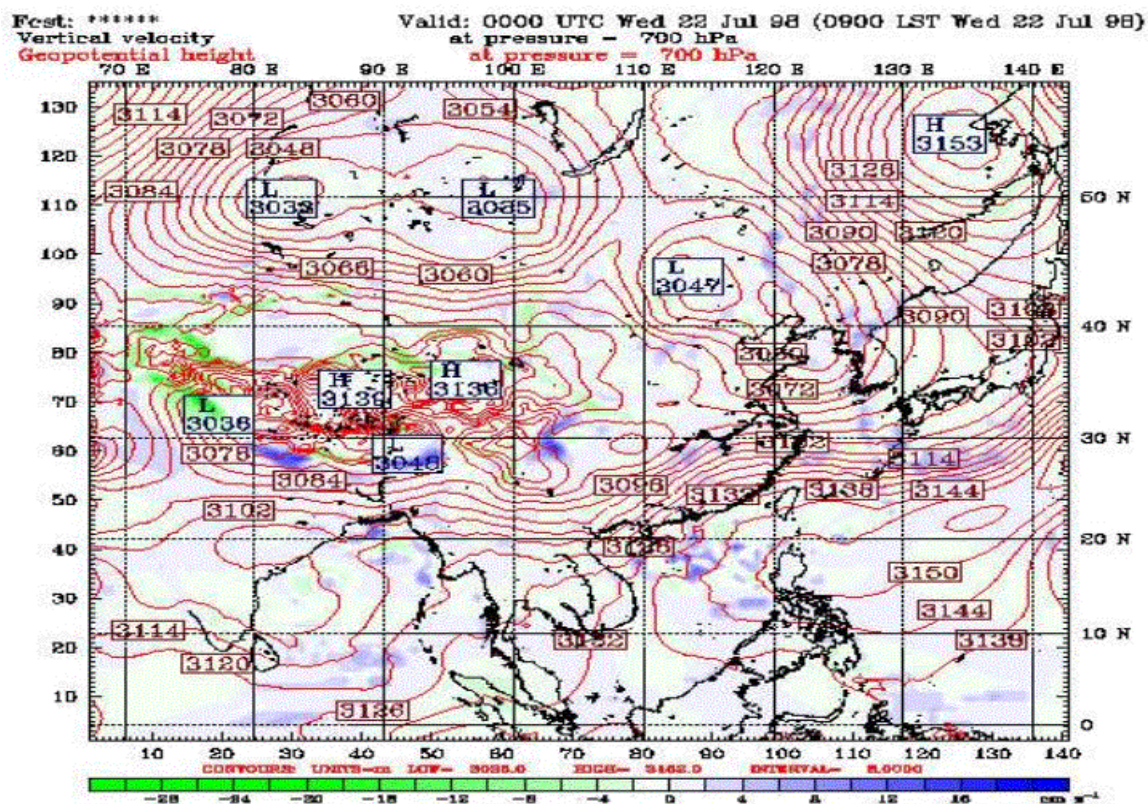 Fcst: ****** Valid: 0000 UTC Wed 22 Jul 98 (0900 LST Wed 22 Jul 98)
Vertical velocity at pressure = 700 hPa
Geopotential height at pressure = 700 hPa
70 E 80 E 90 E 100 E 110 E 120 E 130 E 140 E
130
3114
3072
3060
3054
H
3153
120
3078 3048
3126
3084
L
L
110
3114
50 N
100
3090
3066
3060
3078
L
3047
90
3090
40 N
80
H
3139
H
3136
3072
70
L
3036
30 N
60
3078
L
3048
3114
3084
3096
3138
3144
50
3102
40
20 N
3150
30
3144
3114
10 N
20
3120
3138
10
3126
0
10 20 30 40 50 60 70 80 90 100 110 120 130 140
CONTOURS: UNITS=m LOW= HIGH= INTERVAL=
-28 -24 -20 -16 -12 -8 -4 0 4 8 12 16 cm s⁻¹